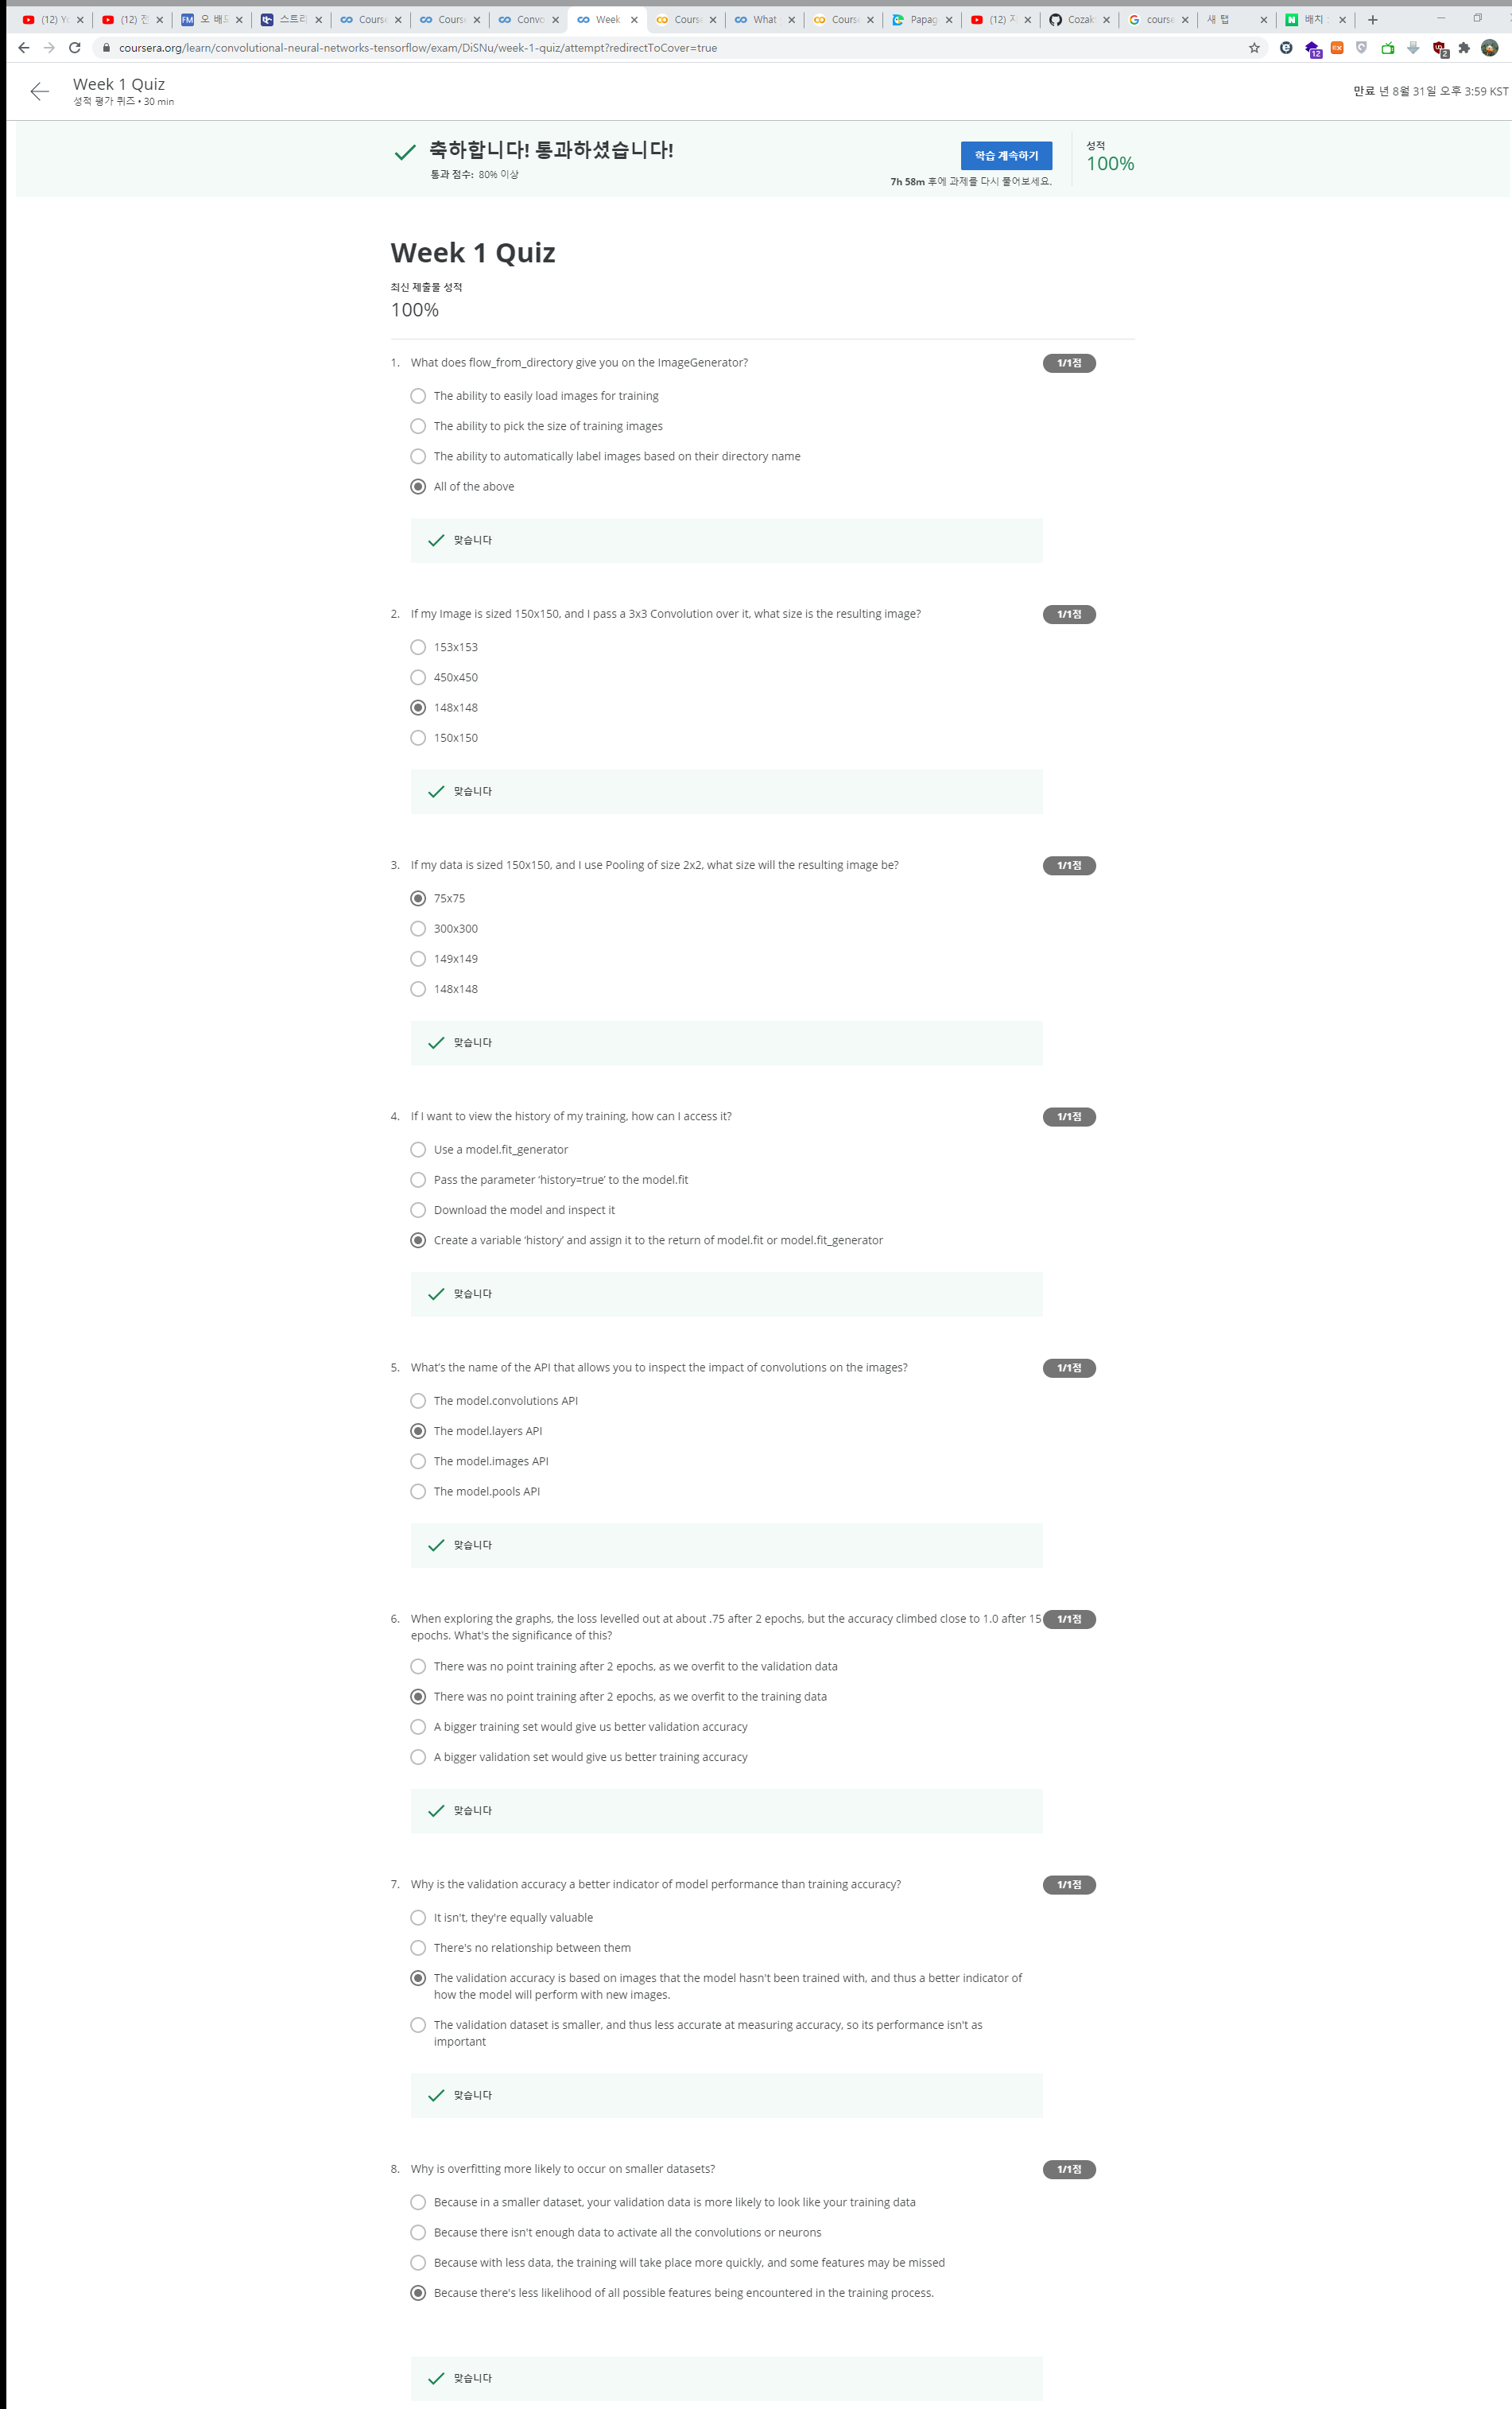 (12) Yo
(12) 전
FM 오 배드
스트리
Course
Course
Convo
Week
Course
What
Course
Papag
(12) 지
Cozak
course
새 탭
N 배치
coursera.org/learn/convolutional-neural-networks-tensorflow/exam/DiSNu/week-1-quiz/attempt?redirectToCover=true
12
2
Week 1 Quiz
성적 평가 퀴즈 • 30 min
만료 년 8월 31일 오후 3:59 KST
축하합니다! 통과하셨습니다!
통과 점수: 80% 이상
학습 계속하기
7h 58m 후에 과제를 다시 풀어보세요.
성적
100%
Week 1 Quiz
최신 제출물 성적
100%
1. What does flow_from_directory give you on the ImageGenerator?
1/1점
The ability to easily load images for training
The ability to pick the size of training images
The ability to automatically label images based on their directory name
All of the above
맞습니다
2. If my Image is sized 150x150, and I pass a 3x3 Convolution over it, what size is the resulting image?
1/1점
153x153
450x450
148x148
150x150
맞습니다
3. If my data is sized 150x150, and I use Pooling of size 2x2, what size will the resulting image be?
1/1점
75x75
300x300
149x149
148x148
맞습니다
4. If I want to view the history of my training, how can I access it?
1/1점
Use a model.fit_generator
Pass the parameter ‘history=true’ to the model.fit
Download the model and inspect it
Create a variable ‘history’ and assign it to the return of model.fit or model.fit_generator
맞습니다
5. What’s the name of the API that allows you to inspect the impact of convolutions on the images?
1/1점
The model.convolutions API
The model.layers API
The model.images API
The model.pools API
맞습니다
6. When exploring the graphs, the loss levelled out at about .75 after 2 epochs, but the accuracy climbed close to 1.0 after 15
1/1점
epochs. What's the significance of this?
There was no point training after 2 epochs, as we overfit to the validation data
There was no point training after 2 epochs, as we overfit to the training data
A bigger training set would give us better validation accuracy
A bigger validation set would give us better training accuracy
맞습니다
7. Why is the validation accuracy a better indicator of model performance than training accuracy?
1/1점
It isn't, they're equally valuable
There's no relationship between them
The validation accuracy is based on images that the model hasn't been trained with, and thus a better indicator of
how the model will perform with new images.
The validation dataset is smaller, and thus less accurate at measuring accuracy, so its performance isn't as
important
맞습니다
8. Why is overfitting more likely to occur on smaller datasets?
1/1점
Because in a smaller dataset, your validation data is more likely to look like your training data
Because there isn't enough data to activate all the convolutions or neurons
Because with less data, the training will take place more quickly, and some features may be missed
Because there's less likelihood of all possible features being encountered in the training process.
맞습니다